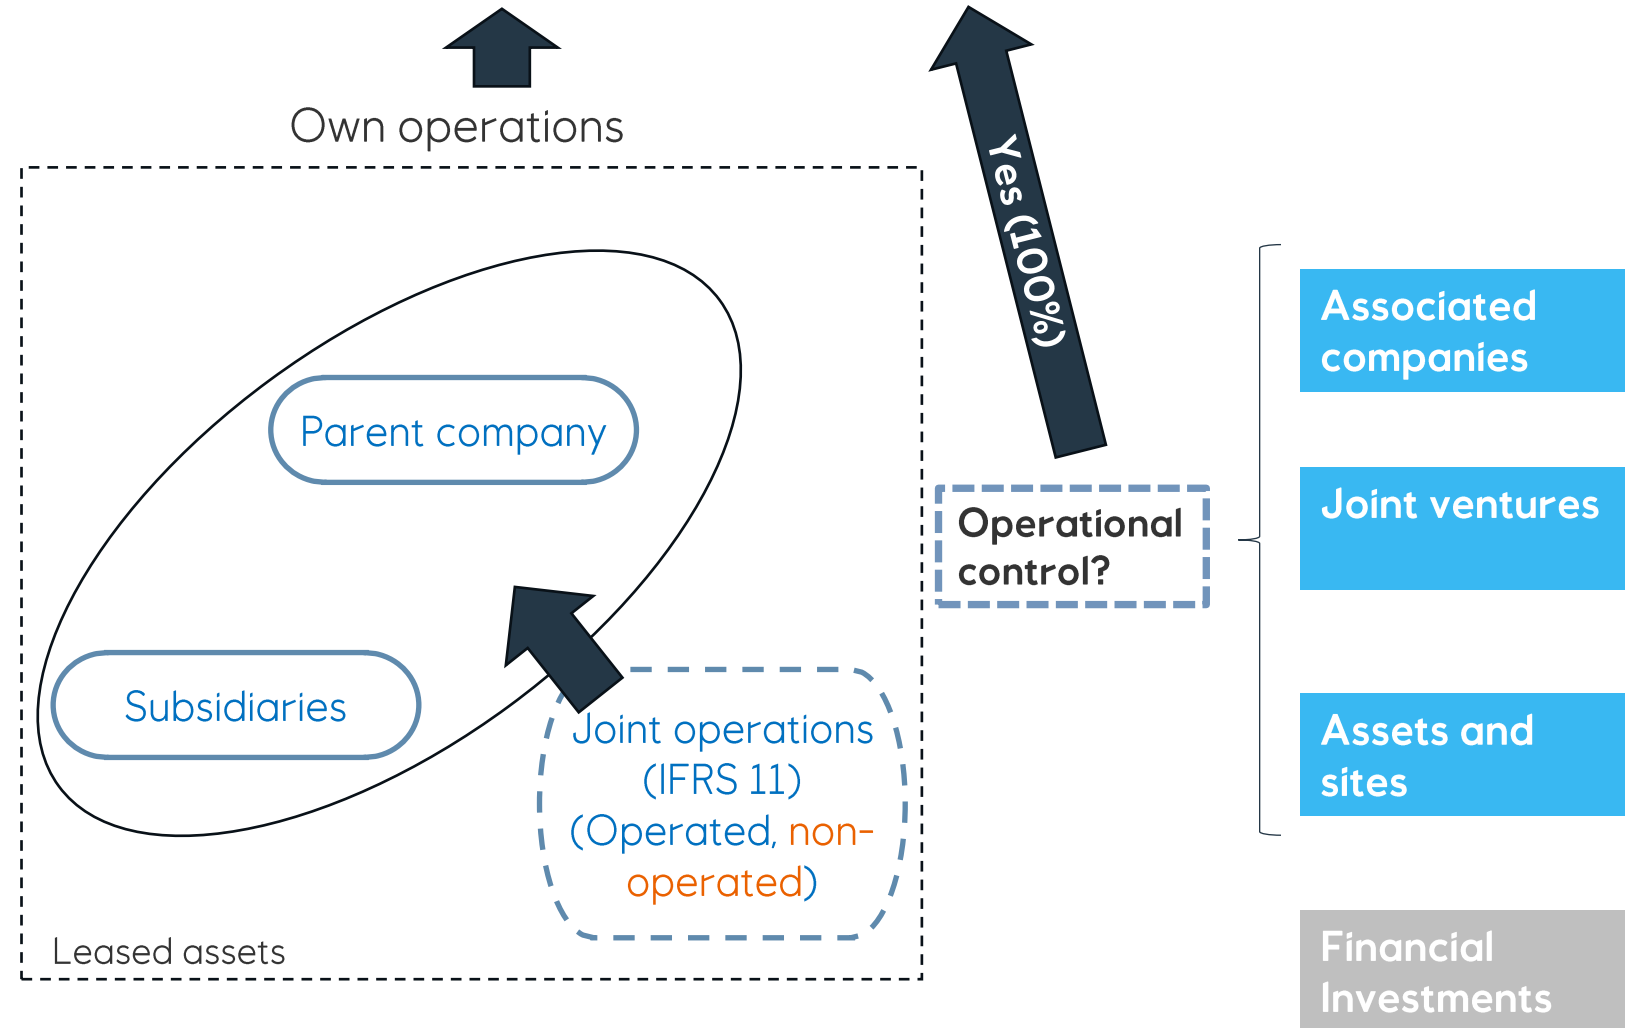 Own operations
Yes (100%)
Parent company
Subsidiaries
Joint operations
(IFRS 11)
(Operated, non-
operated)
Leased assets
Operational
control?
Associated
companies
Joint ventures
Assets and
sites
Financial
Investments